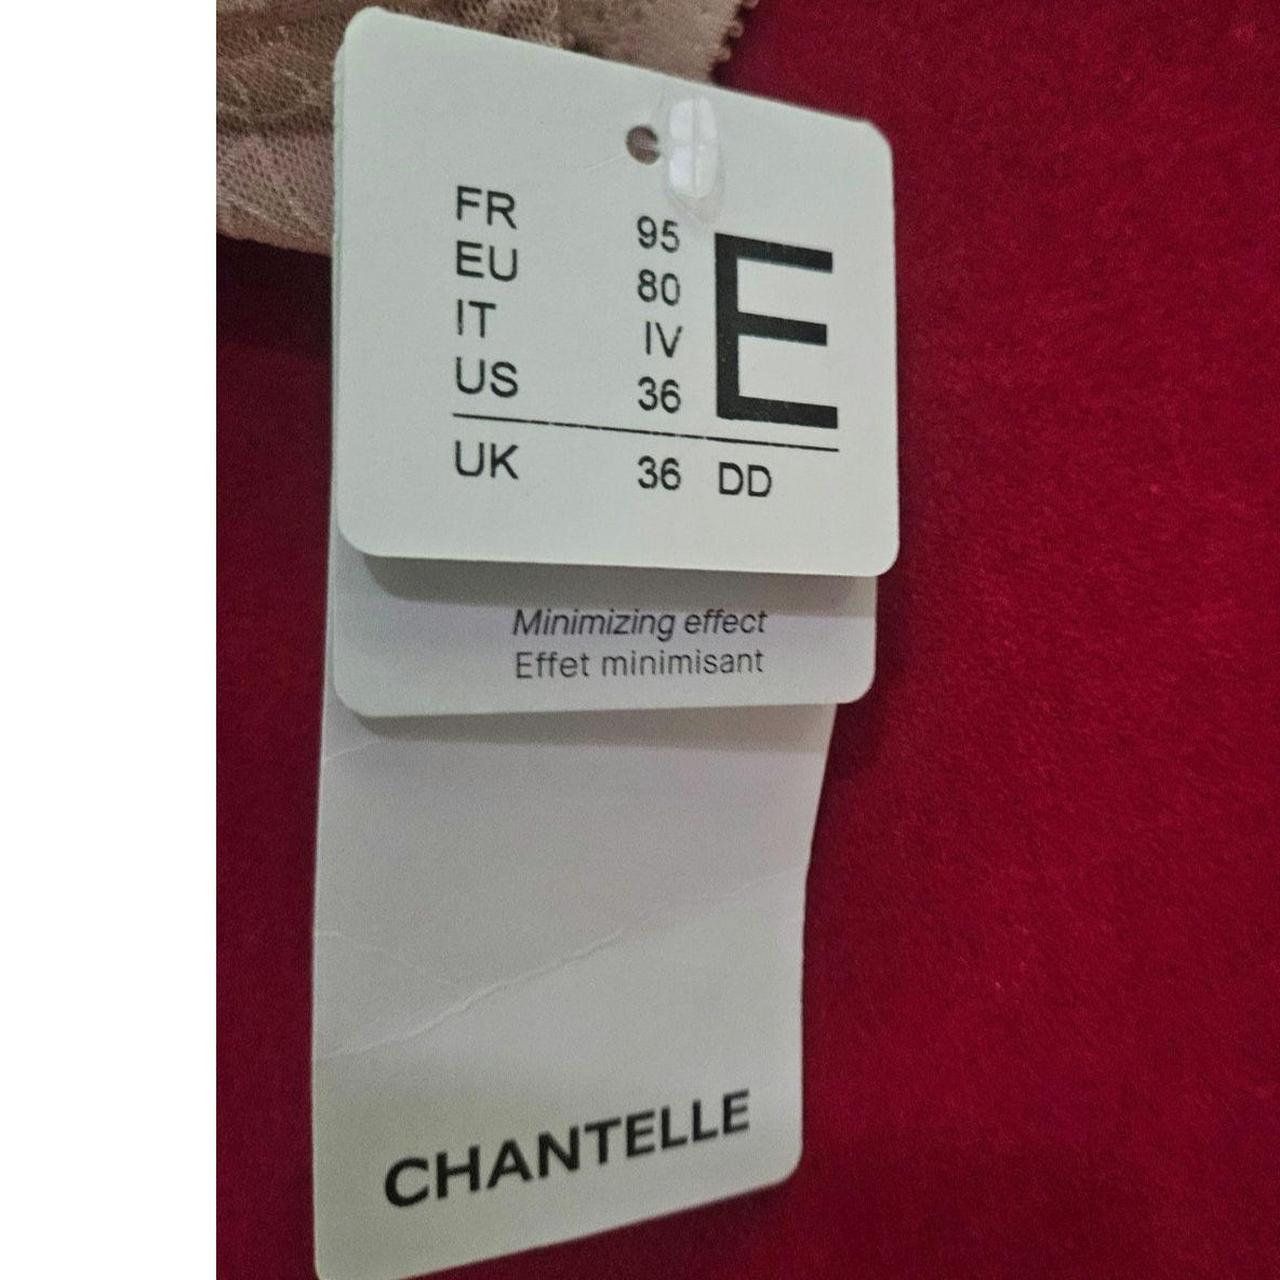 FR 95 E
EU 80
IT IV
US 36
UK 36 DD
Minimizing effect
Effet minimisant
CHANTELLE